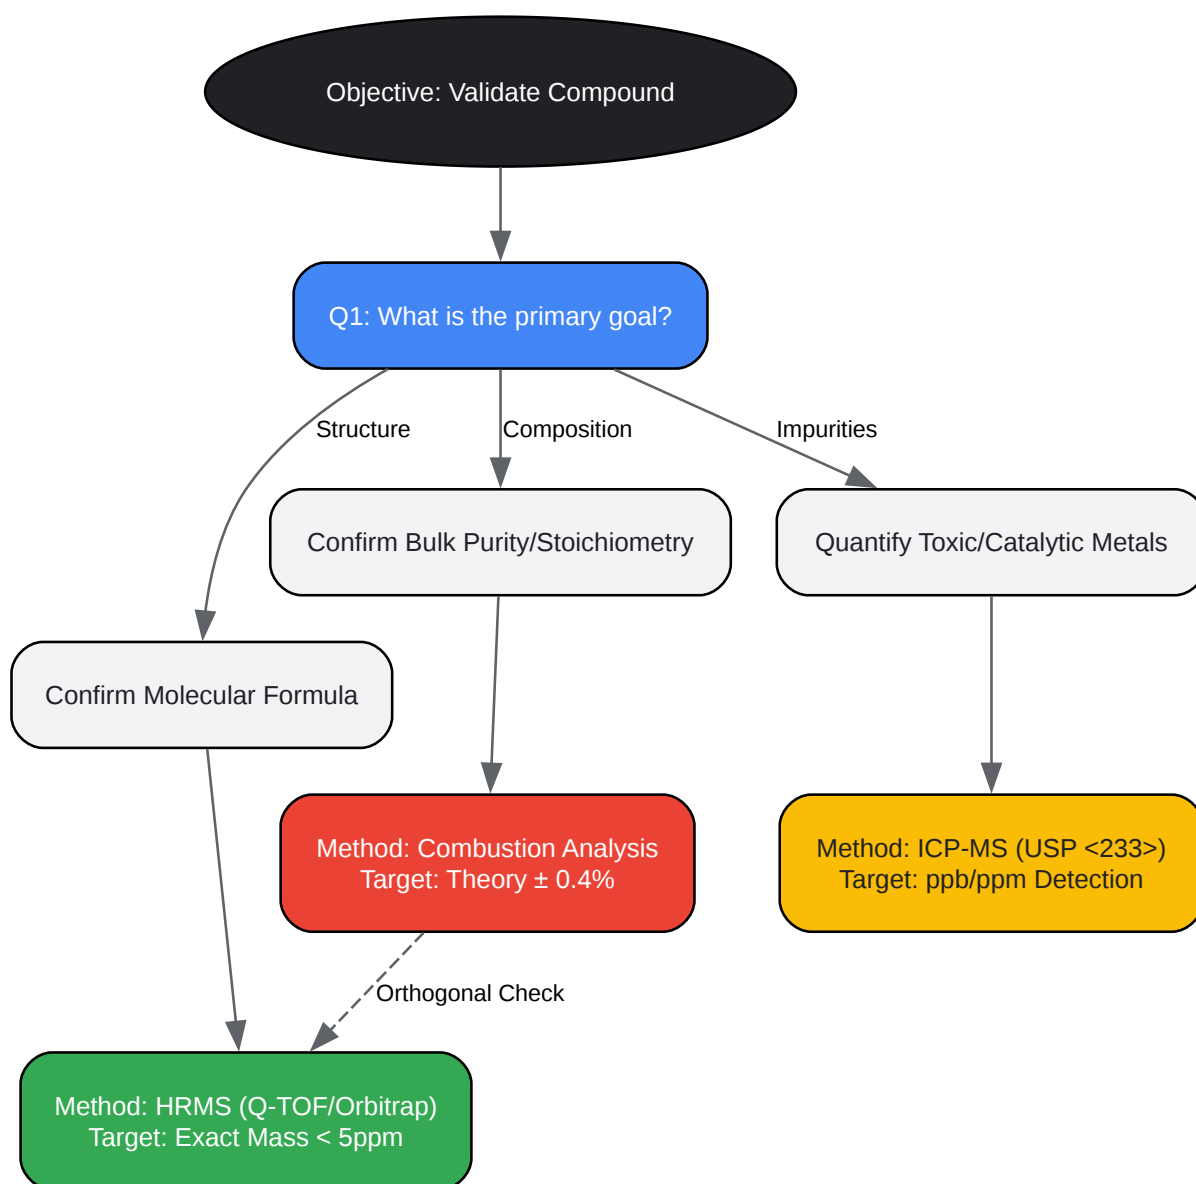 Objective: Validate Compound
Q1: What is the primary goal?
Structure
Composition
Impurities
Confirm Bulk Purity/Stoichiometry
Quantify Toxic/Catalytic Metals
Confirm Molecular Formula
Method: Combustion Analysis
Target: Theory ± 0.4%
Method: ICP-MS (USP <233>)
Target: ppb/ppm Detection
Orthogonal Check
Method: HRMS (Q-TOF/Orbitrap)
Target: Exact Mass < 5ppm